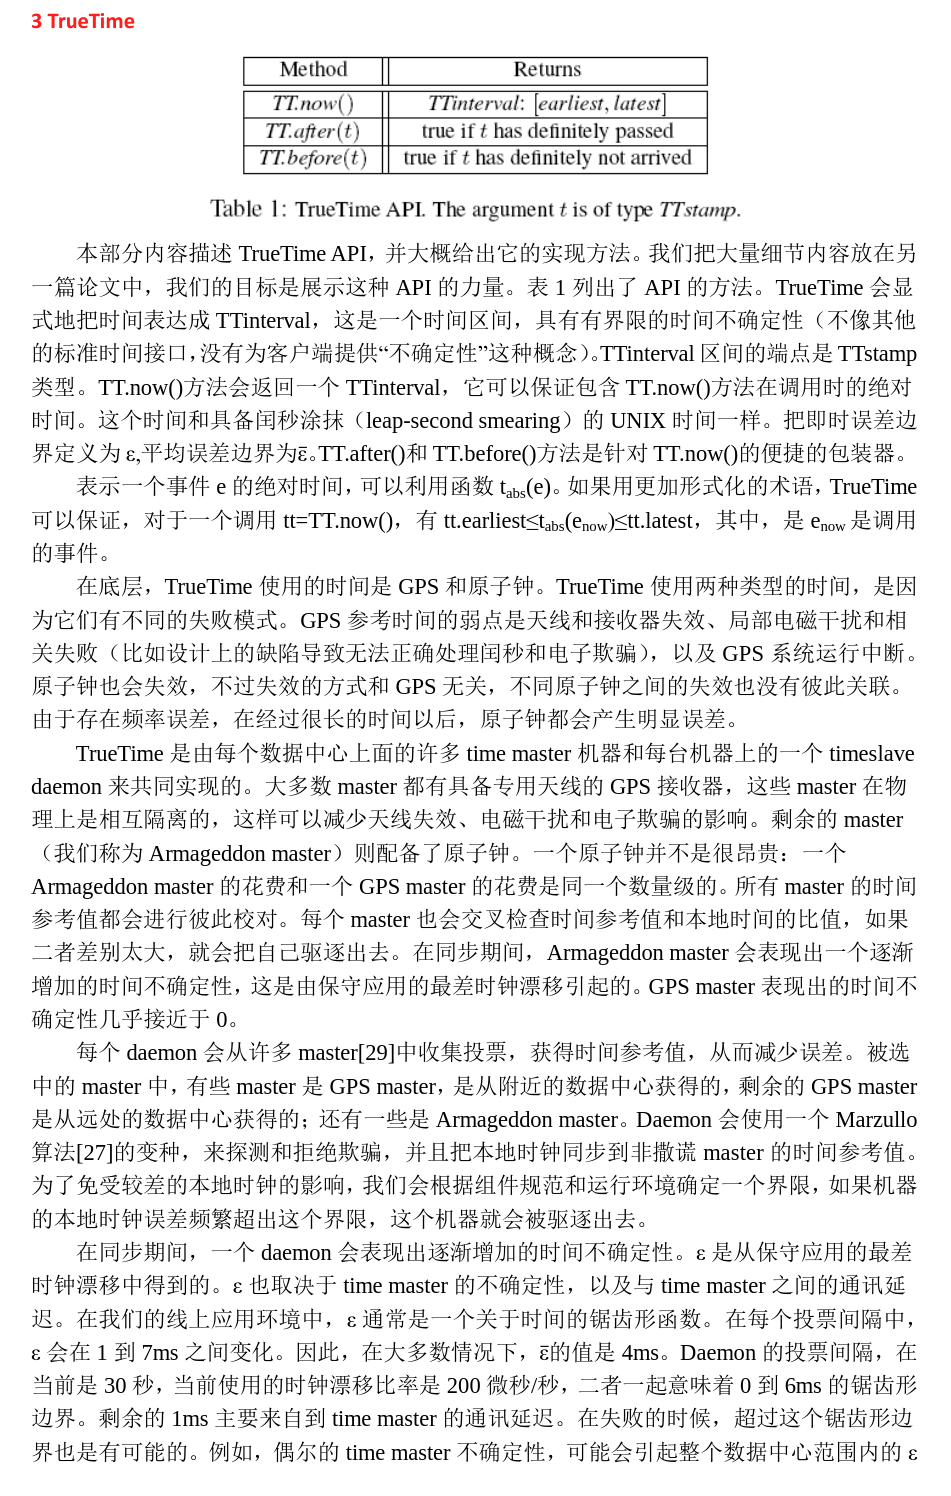 3 TrueTime
Method Returns
TT.now() TTinterval: [earliest, latest]
TT.after(t) true if t has definitely passed
TT.before(t) true if t has definitely not arrived
Table 1: TrueTime API. The argument t is of type TTstamp.
本部分内容描述 TrueTime API，并大概给出它的实现方法。我们把大量细节内容放在另
一篇论文中，我们的目标是展示这种 API 的力量。表 1 列出了 API 的方法。TrueTime 会显
式地把时间表达成 TTinterval，这是一个时间区间，具有有界限的时间不确定性（不像其他
的标准时间接口，没有为客户端提供“不确定性”这种概念）。TTinterval 区间的端点是 TTstamp
类型。TT.now()方法会返回一个 TTinterval，它可以保证包含 TT.now()方法在调用时的绝对
时间。这个时间和具备闰秒涂抹（leap-second smearing）的 UNIX 时间一样。把即时误差边
界定义为 ε,平均误差边界为ε̄。TT.after()和 TT.before()方法是针对 TT.now()的便捷的包装器。
表示一个事件 e 的绝对时间，可以利用函数 tabs(e)。如果用更加形式化的术语，TrueTime
可以保证，对于一个调用 tt=TT.now()，有 tt.earliest≤tabs(enow)≤tt.latest，其中，是 enow 是调用
的事件。
在底层，TrueTime 使用的时间是 GPS 和原子钟。TrueTime 使用两种类型的时间，是因
为它们有不同的失败模式。GPS 参考时间的弱点是天线和接收器失效、局部电磁干扰和相
关失败（比如设计上的缺陷导致无法正确处理闰秒和电子欺骗），以及 GPS 系统运行中断。
原子钟也会失效，不过失效的方式和 GPS 无关，不同原子钟之间的失效也没有彼此关联。
由于存在频率误差，在经过很长的时间以后，原子钟都会产生明显误差。
TrueTime 是由每个数据中心上面的许多 time master 机器和每台机器上的一个 timeslave
daemon 来共同实现的。大多数 master 都有具备专用天线的 GPS 接收器，这些 master 在物
理上是相互隔离的，这样可以减少天线失效、电磁干扰和电子欺骗的影响。剩余的 master
（我们称为 Armageddon master）则配备了原子钟。一个原子钟并不是很昂贵：一个
Armageddon master 的花费和一个 GPS master 的花费是同一个数量级的。所有 master 的时间
参考值都会进行彼此校对。每个 master 也会交叉检查时间参考值和本地时间的比值，如果
二者差别太大，就会把自己驱逐出去。在同步期间，Armageddon master 会表现出一个逐渐
增加的时间不确定性，这是由保守应用的最差时钟漂移引起的。GPS master 表现出的时间不
确定性几乎接近于 0。
每个 daemon 会从许多 master[29]中收集投票，获得时间参考值，从而减少误差。被选
中的 master 中，有些 master 是 GPS master，是从附近的数据中心获得的，剩余的 GPS master
是从远处的数据中心获得的；还有一些是 Armageddon master。Daemon 会使用一个 Marzullo
算法[27]的变种，来探测和拒绝欺骗，并且把本地时钟同步到非撒谎 master 的时间参考值。
为了免受较差的本地时钟的影响，我们会根据组件规范和运行环境确定一个界限，如果机器
的本地时钟误差频繁超出这个界限，这个机器就会被驱逐出去。
在同步期间，一个 daemon 会表现出逐渐增加的时间不确定性。ε 是从保守应用的最差
时钟漂移中得到的。ε 也取决于 time master 的不确定性，以及与 time master 之间的通讯延
迟。在我们的线上应用环境中，ε 通常是一个关于时间的锯齿形函数。在每个投票间隔中，
ε 会在 1 到 7ms 之间变化。因此，在大多数情况下，ε̄的值是 4ms。Daemon 的投票间隔，在
当前是 30 秒，当前使用的时钟漂移比率是 200 微秒/秒，二者一起意味着 0 到 6ms 的锯齿形
边界。剩余的 1ms 主要来自到 time master 的通讯延迟。在失败的时候，超过这个锯齿形边
界也是有可能的。例如，偶尔的 time master 不确定性，可能会引起整个数据中心范围内的 ε